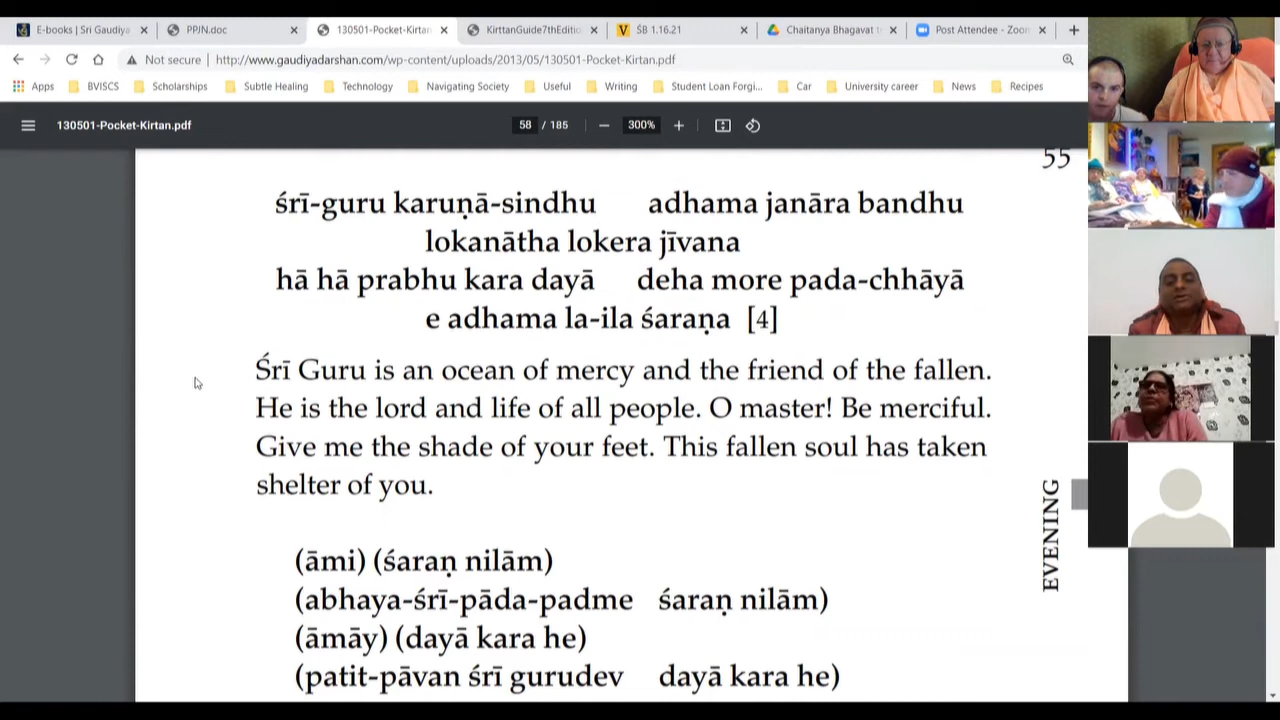 E-books | Sri Gaudiya
PPJN.doc
130501-Pocket-Kirtan
KirttanGuide7thEditio
ŚB 1.16.21
Chaitanya Bhagavat
Post Attendee - Zoom
Not secure | http://www.gaudiyadarshan.com/wp-content/uploads/2013/05/130501-Pocket-Kirtan.pdf
Apps BVISCS Scholarships Subtle Healing Technology Navigating Society Useful Writing Student Loan Forgi... Car University career News Recipes
130501-Pocket-Kirtan.pdf 58 / 185 — 300% +
55
śrī-guru karuṇā-sindhu adhama janāra bandhu
lokanātha lokera jīvana
hā hā prabhu kara dayā deha more pada-chhāyā
e adhama la-ila śaraṇa [4]
Śrī Guru is an ocean of mercy and the friend of the fallen.
He is the lord and life of all people. O master! Be merciful.
Give me the shade of your feet. This fallen soul has taken
shelter of you.
EVENING
(āmi) (śaraṇ nilām)
(abhaya-śrī-pāda-padme śaraṇ nilām)
(āmāy) (dayā kara he)
(patit-pāvan śrī gurudev dayā kara he)